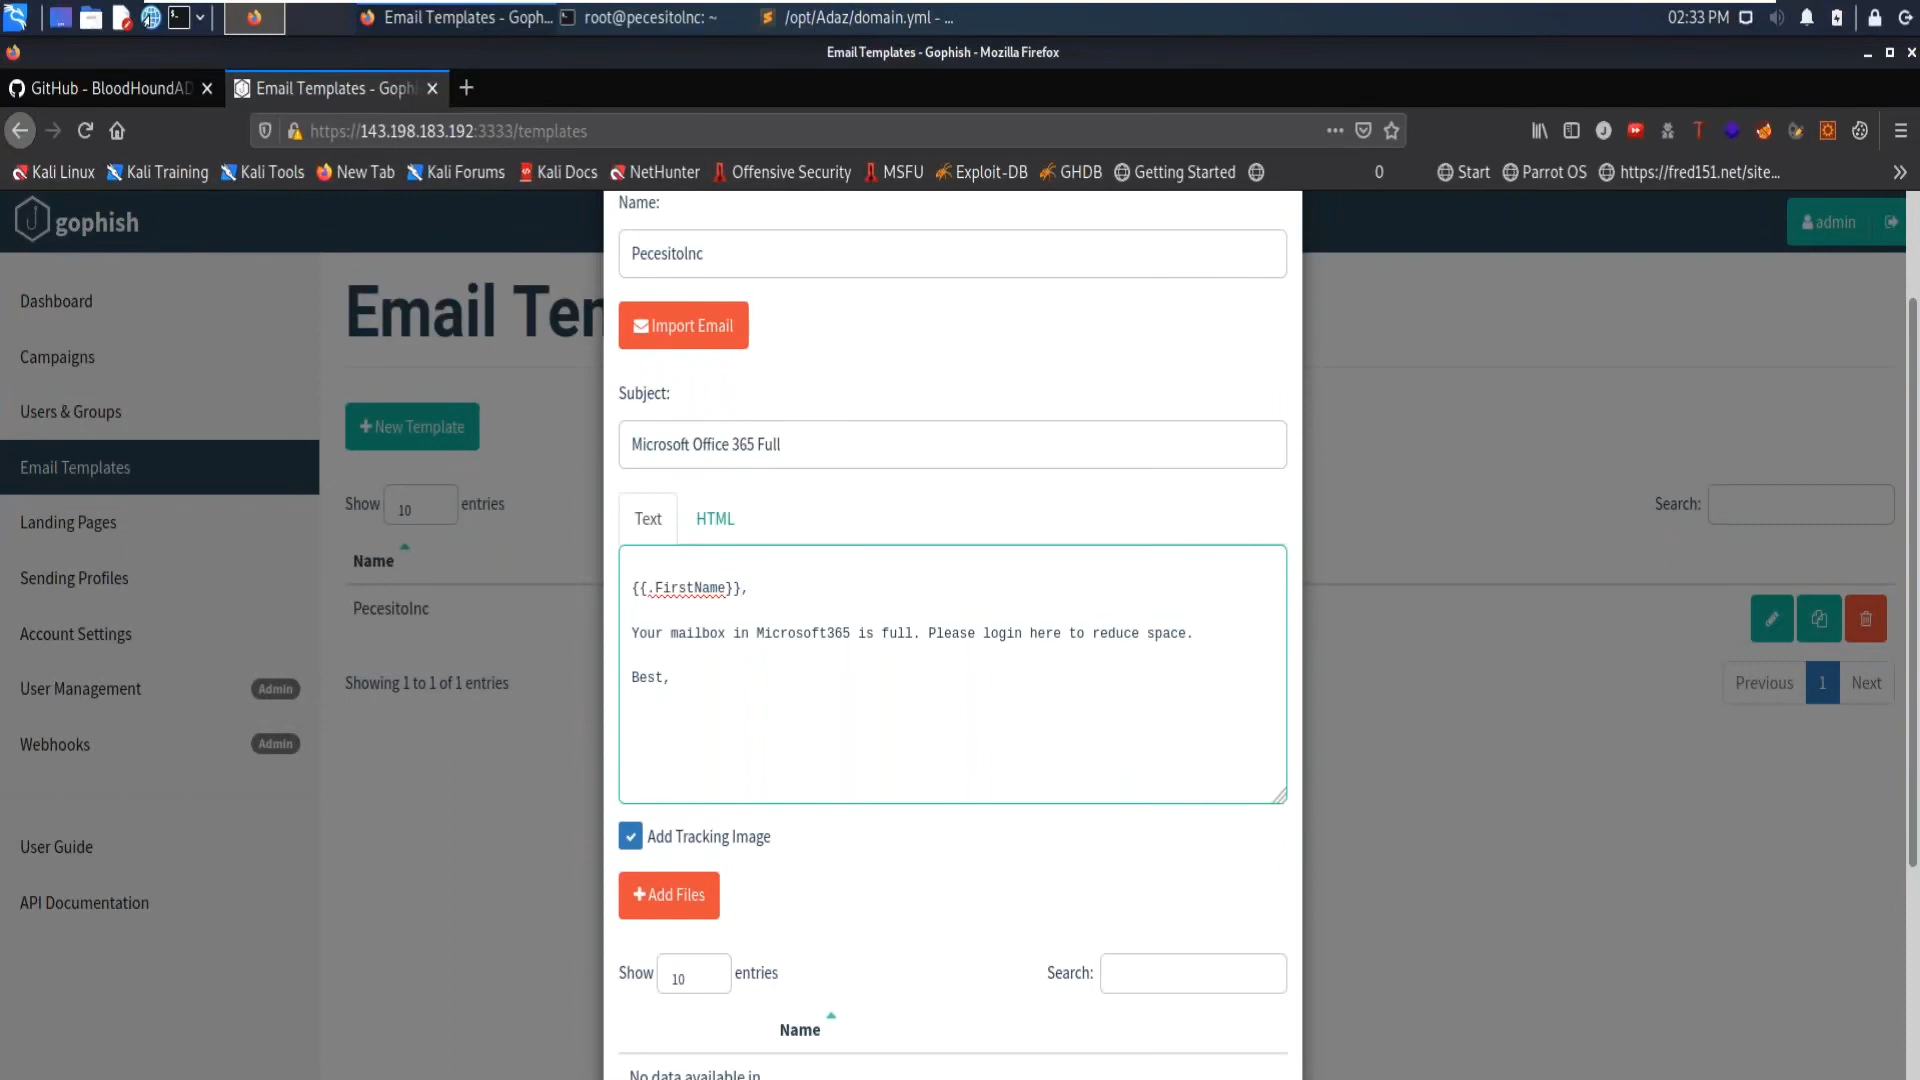 Email Templates - Goph...
root@pecesitoInc: ~
/opt/Adaz/domain.yml - ...
02:33 PM
Email Templates - Gophish - Mozilla Firefox
GitHub - BloodHoundAD
Email Templates - Gophi
https://143.198.183.192:3333/templates
Kali Linux
Kali Training
Kali Tools
New Tab
Kali Forums
Kali Docs
NetHunter
Offensive Security
MSFU
Exploit-DB
GHDB
Getting Started
0
Start
Parrot OS
https://fred151.net/site...
gophish
admin
Dashboard
Campaigns
Users & Groups
Email Templates
Landing Pages
Sending Profiles
Account Settings
User Management Admin
Webhooks Admin
User Guide
API Documentation
Email Tem
New Template
Show 10 entries
Search:
Name
PecesitoInc
Showing 1 to 1 of 1 entries
Previous 1 Next
Name:
PecesitoInc
Import Email
Subject:
Microsoft Office 365 Full
Text HTML
{{.FirstName}},
Your mailbox in Microsoft365 is full. Please login here to reduce space.
Best,
Add Tracking Image
Add Files
Show 10 entries
Search:
Name
No data available in